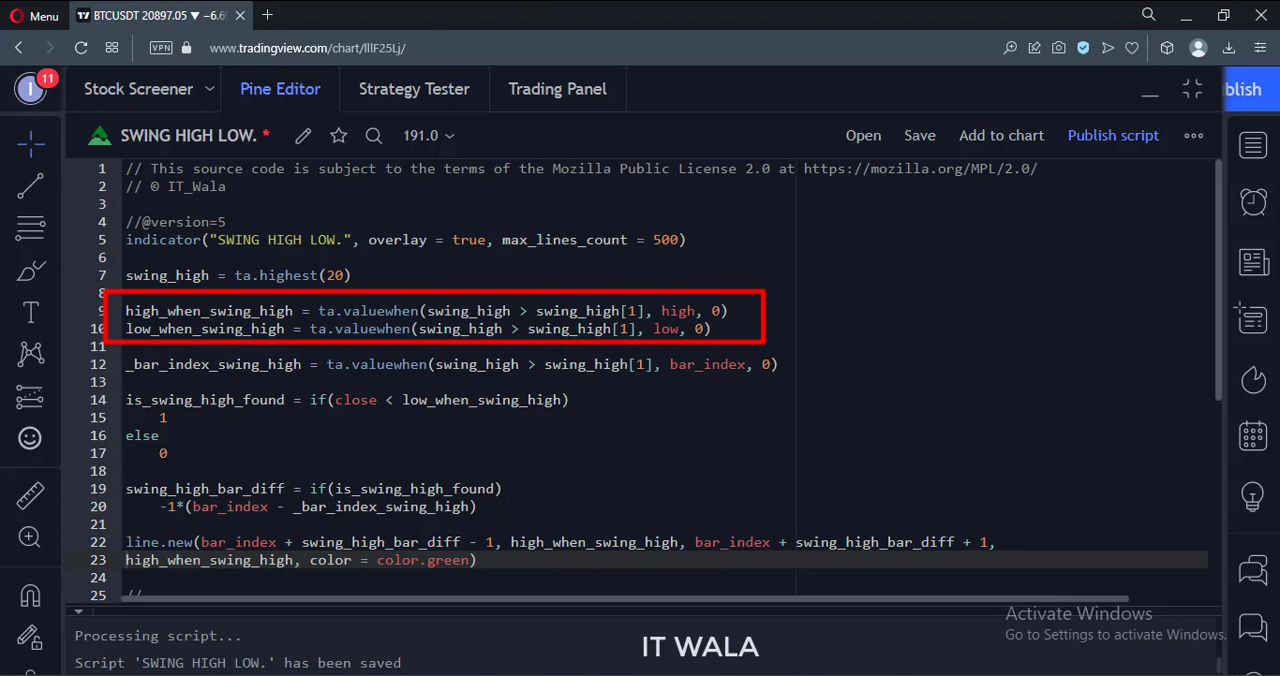 Menu
BTCUSDT 20897.05 ▼ −6.6
VPN
www.tradingview.com/chart/lllF25Lj/
11
I
Stock Screener
Pine Editor
Strategy Tester
Trading Panel
blish
SWING HIGH LOW. *
191.0
Open
Save
Add to chart
Publish script
1 // This source code is subject to the terms of the Mozilla Public License 2.0 at https://mozilla.org/MPL/2.0/
2 // © IT_Wala
3
4 //@version=5
5 indicator("SWING HIGH LOW.", overlay = true, max_lines_count = 500)
6
7 swing_high = ta.highest(20)
8
9 high_when_swing_high = ta.valuewhen(swing_high > swing_high[1], high, 0)
10 low_when_swing_high = ta.valuewhen(swing_high > swing_high[1], low, 0)
11
12 _bar_index_swing_high = ta.valuewhen(swing_high > swing_high[1], bar_index, 0)
13
14 is_swing_high_found = if(close < low_when_swing_high)
15     1
16 else
17     0
18
19 swing_high_bar_diff = if(is_swing_high_found)
20     -1*(bar_index - _bar_index_swing_high)
21
22 line.new(bar_index + swing_high_bar_diff - 1, high_when_swing_high, bar_index + swing_high_bar_diff + 1,
23 high_when_swing_high, color = color.green)
24
25 //
Processing script...
Script 'SWING HIGH LOW.' has been saved
IT WALA
Activate Windows
Go to Settings to activate Windows.